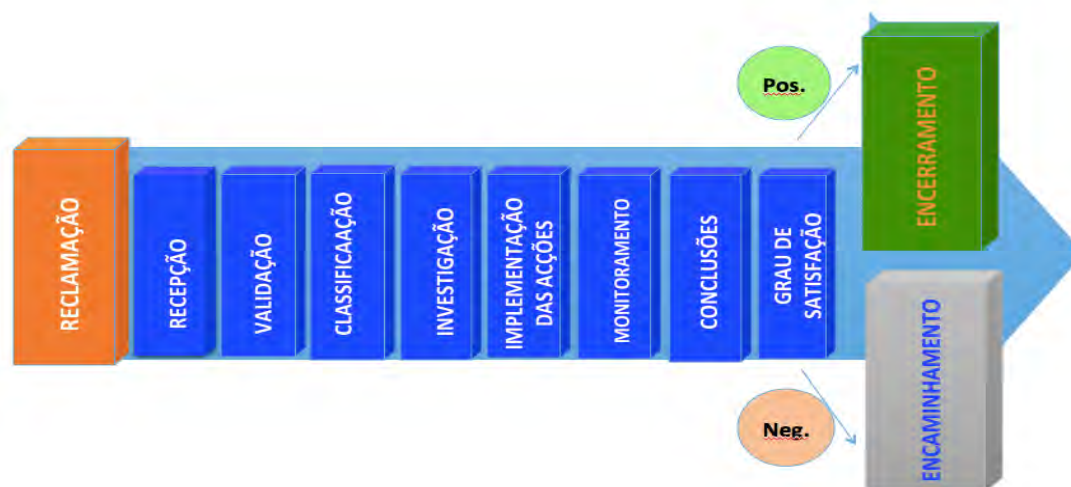 RECLAMAÇÃO
RECEPÇÃO
VALIDAÇÃO
CLASSIFICAAÇÃO
INVESTIGAÇÃO
IMPLEMENTAÇÃO
DAS ACÇÕES
MONITORAMENTO
CONCLUSÕES
GRAU DE
SATISFAÇÃO
Pos.
ENCERRAMENTO
Neg.
ENCAMINHAMENTO